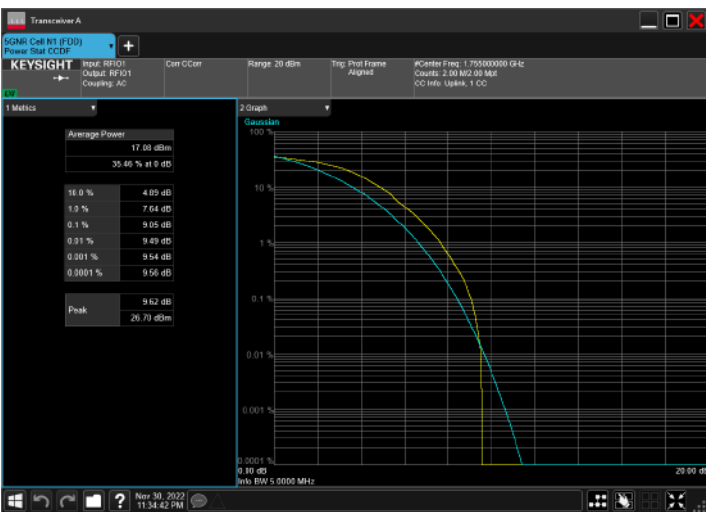 Transceiver A
5GNR Cell N1 (FDD)
Power Stat CCDF
KEYSIGHT
Input: RFIO1
Output: RFIO1
Coupling: AC
Corr CCorr
Range: 20 dBm
Trig: Prot Frame
Aligned
#Center Freq: 1.755000000 GHz
Counts: 2.00 M/2.00 Mpt
CC Info: Uplink, 1 CC
1 Metrics
Average Power
17.08 dBm
35.46 % at 0 dB
10.0 % 4.89 dB
1.0 % 7.64 dB
0.1 % 9.05 dB
0.01 % 9.49 dB
0.001 % 9.54 dB
0.0001 % 9.56 dB
Peak
9.62 dB
26.70 dBm
2 Graph
Gaussian
100 %
10 %
1 %
0.1 %
0.01 %
0.001 %
0.0001 %
0.00 dB
20.00 d
Info BW 5.0000 MHz
Nov 30, 2022
11:34:42 PM